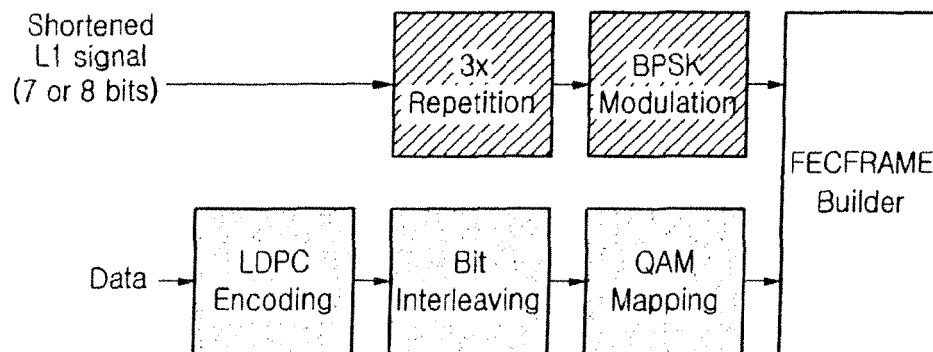 Shortened
L1 signal
(7 or 8 bits)
3x
Repetition
BPSK
Modulation
FECFRAME
Builder
Data
LDPC
Encoding
Bit
Interleaving
QAM
Mapping